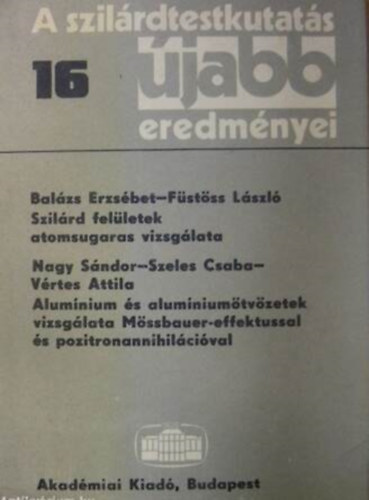 A szilárdtestkutatás
16 újabb
eredményei
Balázs Erzsébet–Füstöss László
Szilárd felületek
atomsugaras vizsgálata
Nagy Sándor–Szeles Csaba–
Vértes Attila
Alumínium és alumíniumötvözetek
vizsgálata Mössbauer-effektussal
és pozitronannihilációval
Akadémiai Kiadó, Budapest